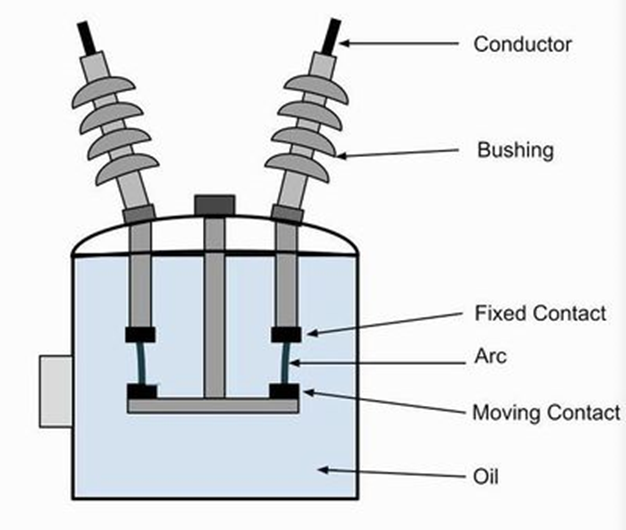 Conductor
Bushing
Fixed Contact
Arc
Moving Contact
Oil